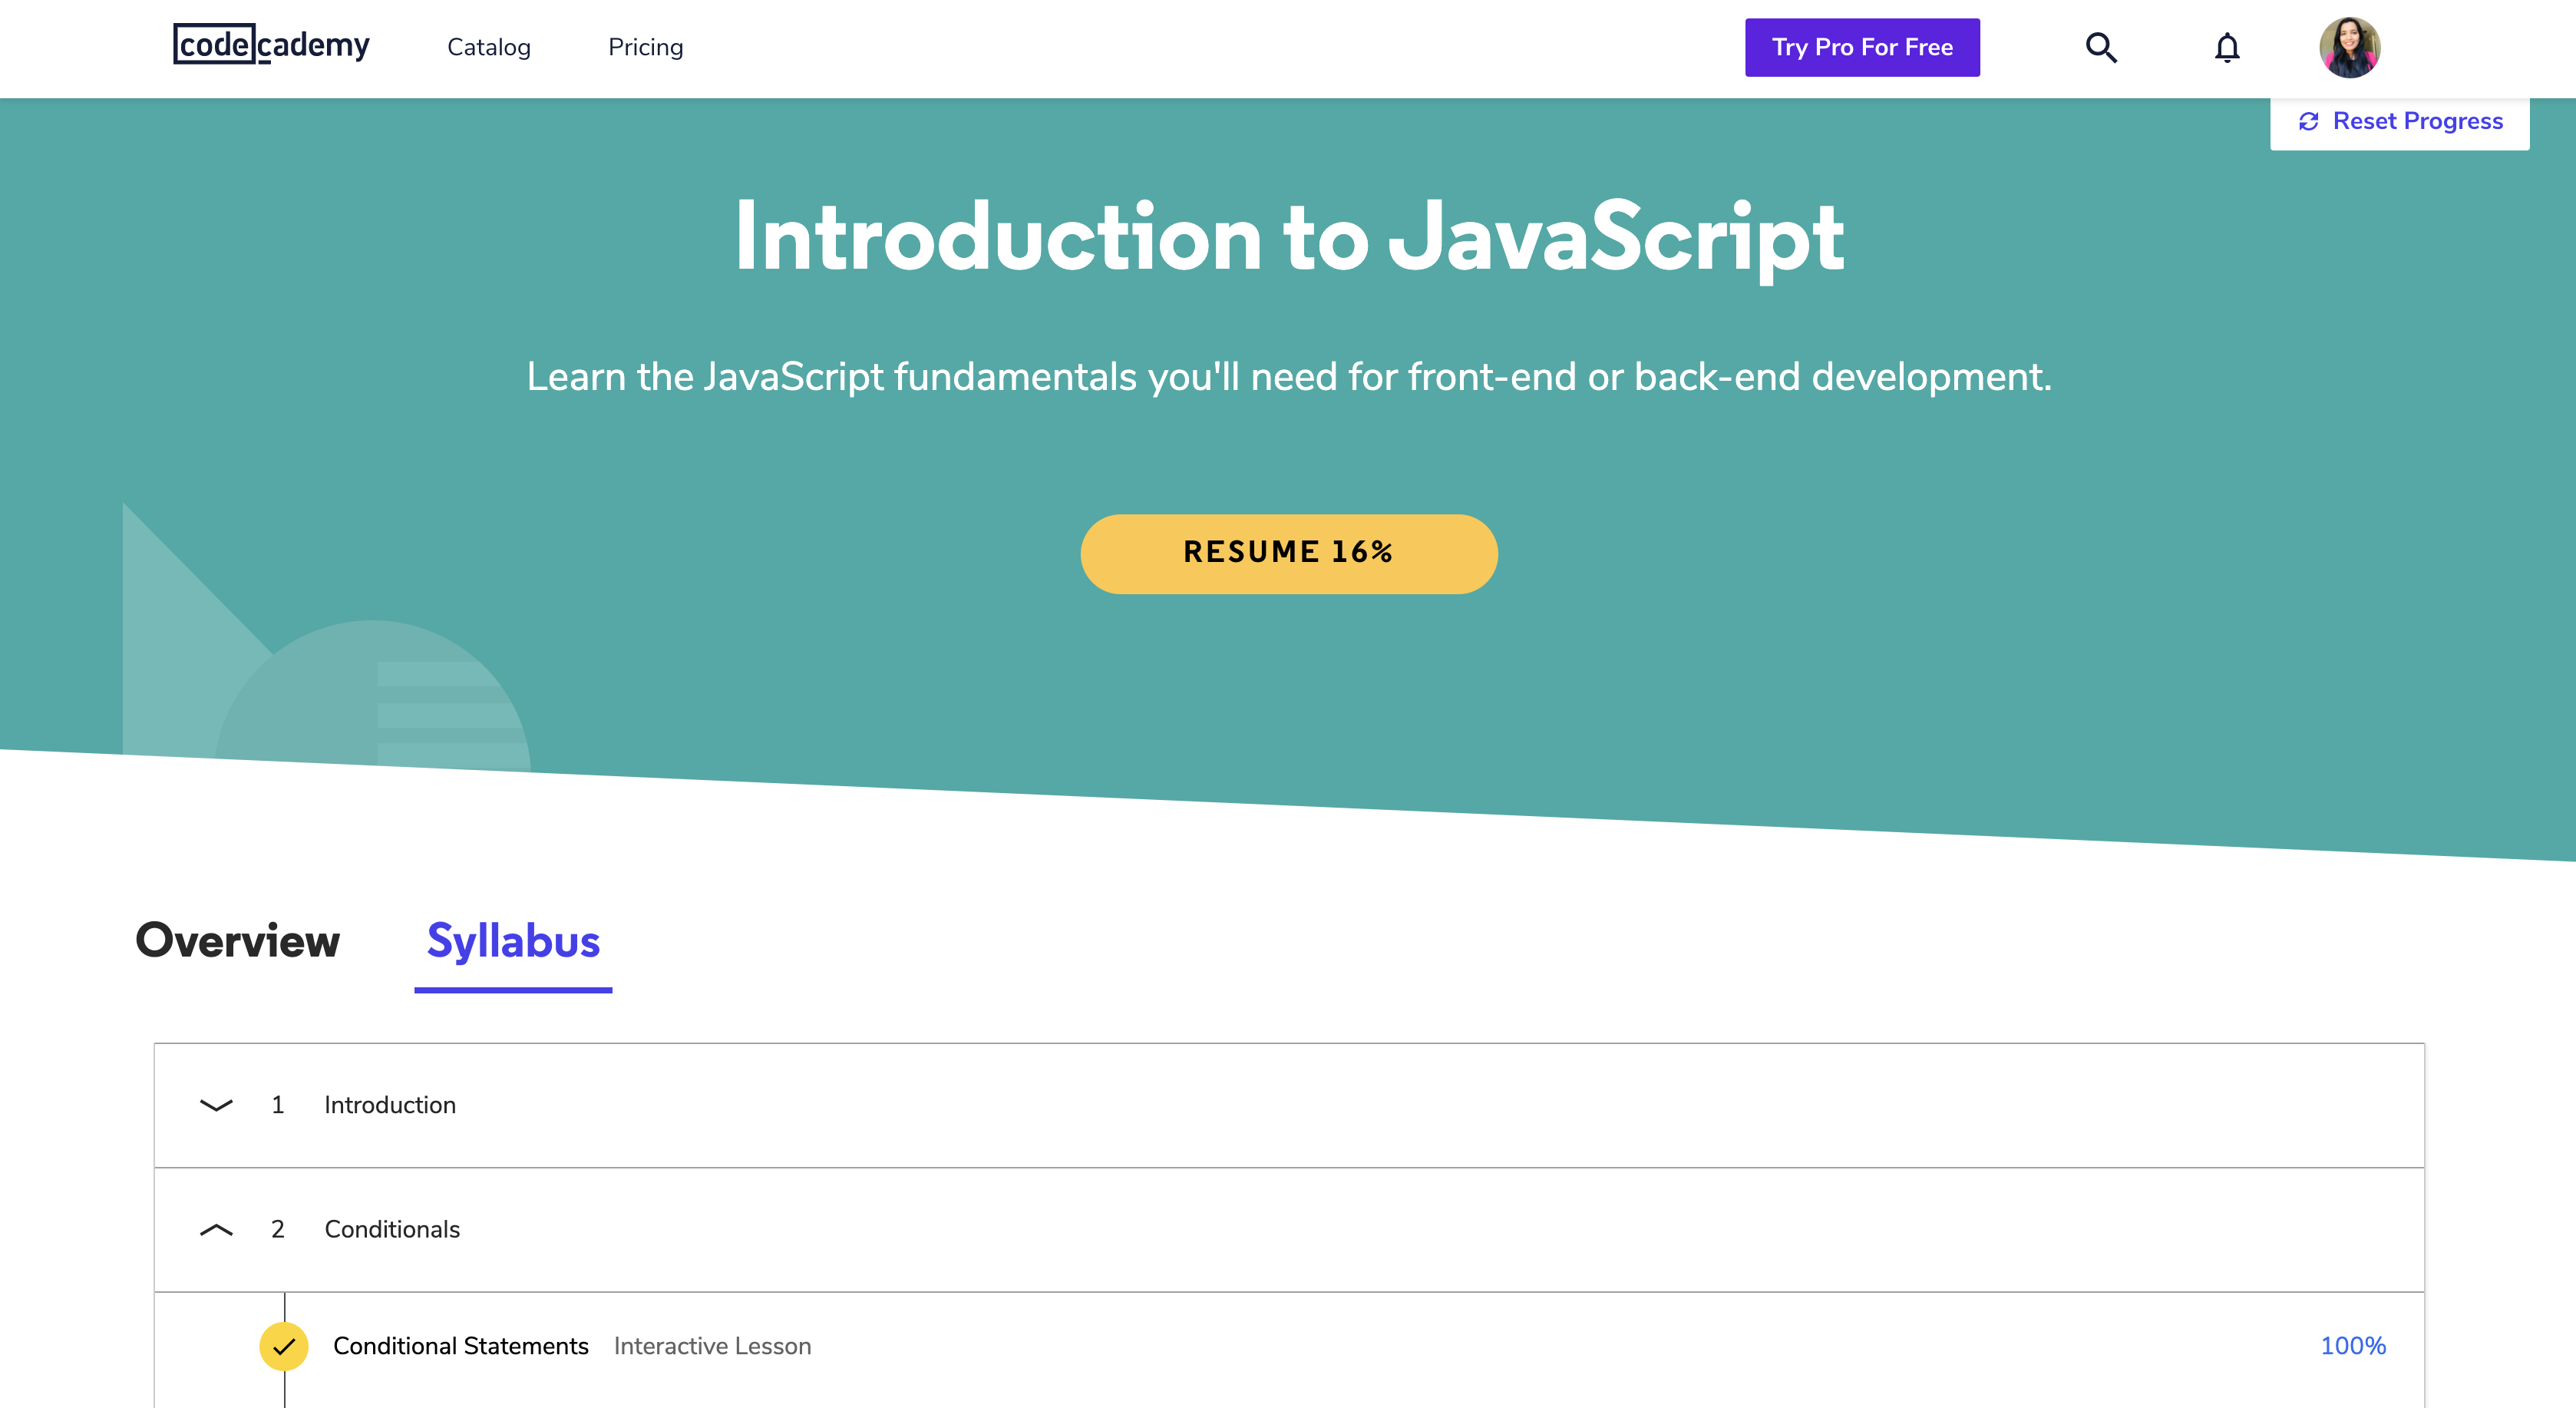 codecademy
Catalog
Pricing
Try Pro For Free
Reset Progress
Introduction to JavaScript
Learn the JavaScript fundamentals you'll need for front-end or back-end development.
RESUME 16%
Overview
Syllabus
1 Introduction
2 Conditionals
Conditional Statements Interactive Lesson 100%